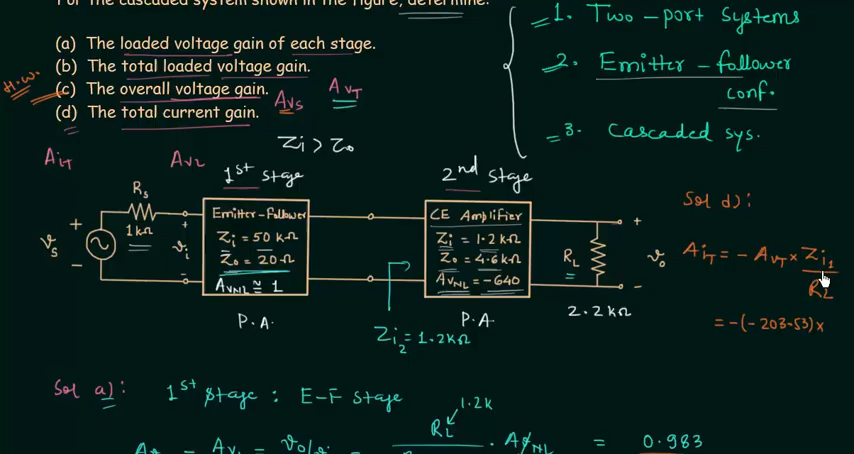 For the cascaded system shown in the figure, determine:
(a) The loaded voltage gain of each stage.
(b) The total loaded voltage gain.
(c) The overall voltage gain.
(d) The total current gain.
H.W.
AvS
AvT
1. Two-port systems
2. Emitter-follower
conf.
3. Cascaded sys.
Zi > Zo
AiT
Av2
1st stage
2nd stage
Rs
1kΩ
vs
+
-
+
vi
-
Emitter-Follower
Zi = 50 kΩ
Zo = 20Ω
AvNL ≅ 1
P.A.
CE Amplifier
Zi = 1.2 kΩ
Zo = 4.6 kΩ
AvNL = -640
P.A.
Zi2 = 1.2kΩ
RL
2.2kΩ
+
vo
-
Sol d):
AiT = - AvT × Zi1
RL
= -(-203.53)×
Sol a): 1st stage : E-F stage
RL
1.2k
· AvNL = 0.983